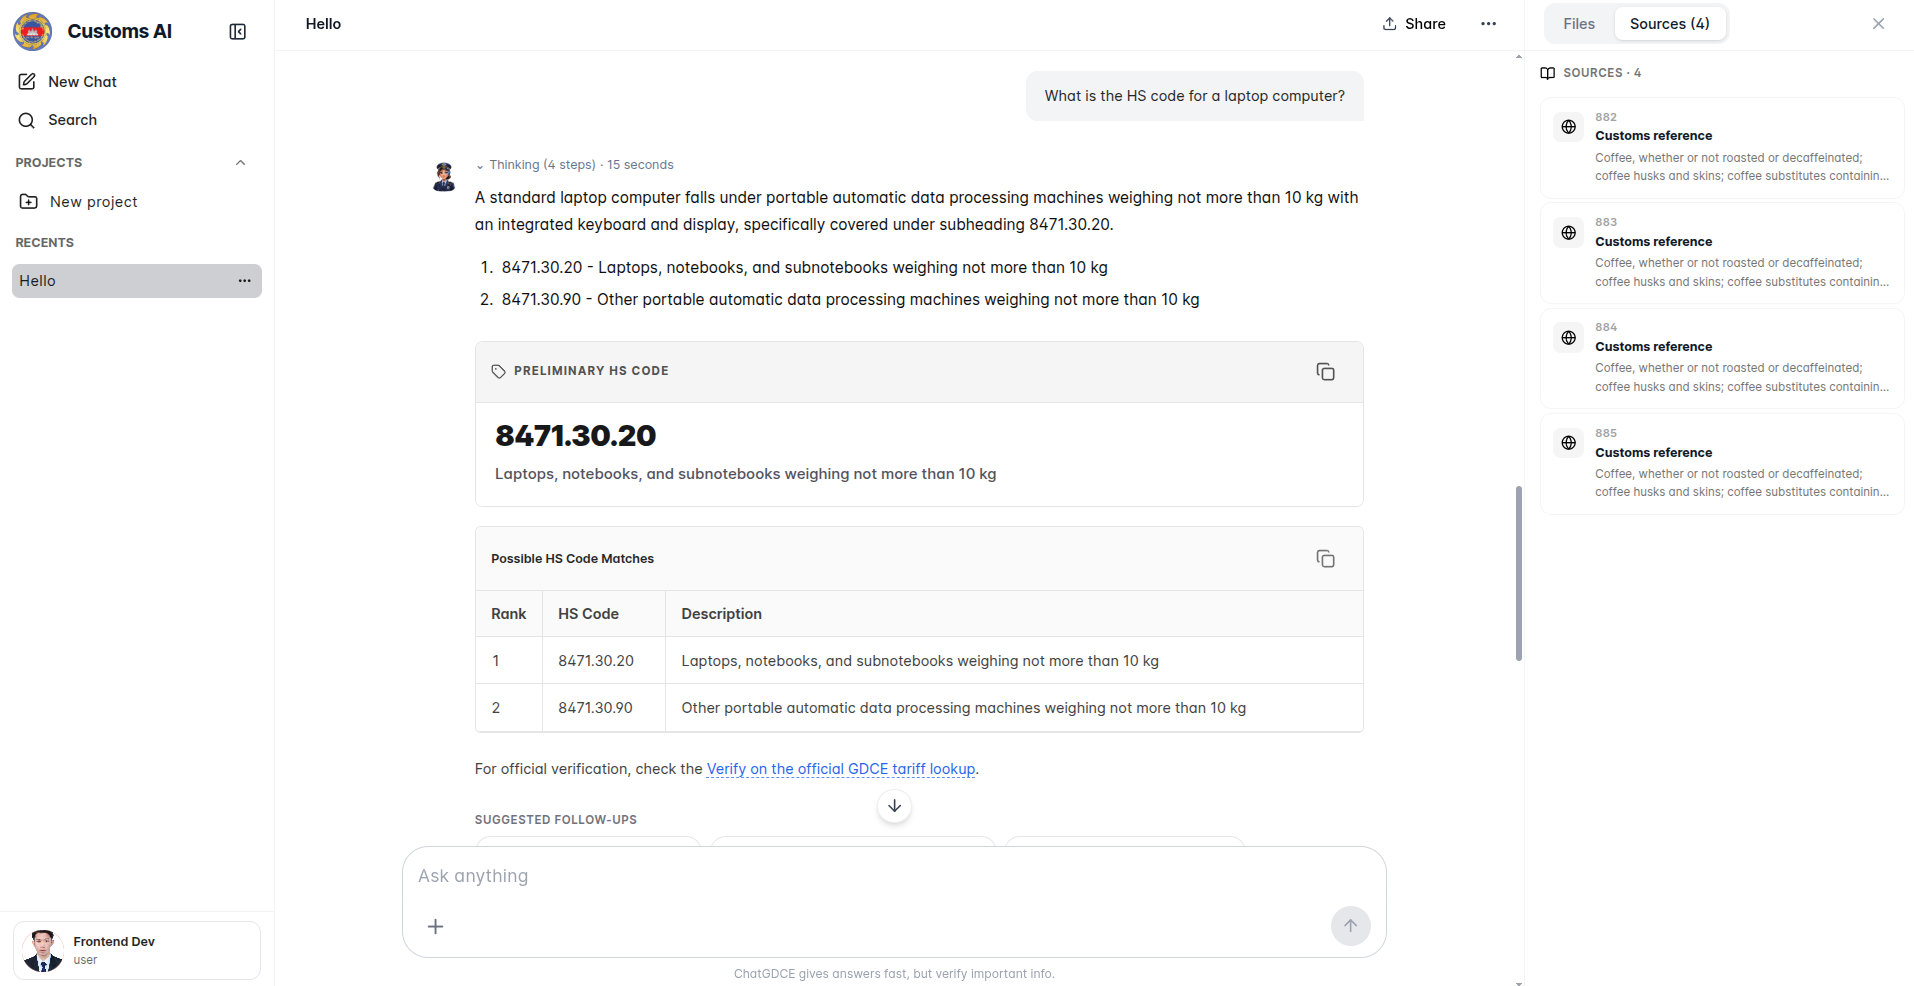 Customs AI
New Chat
Search
PROJECTS
New project
RECENTS
Hello
Frontend Dev
user
Hello
Share
What is the HS code for a laptop computer?
Thinking (4 steps) · 15 seconds
A standard laptop computer falls under portable automatic data processing machines weighing not more than 10 kg with
an integrated keyboard and display, specifically covered under subheading 8471.30.20.
1. 8471.30.20 - Laptops, notebooks, and subnotebooks weighing not more than 10 kg
2. 8471.30.90 - Other portable automatic data processing machines weighing not more than 10 kg
PRELIMINARY HS CODE
8471.30.20
Laptops, notebooks, and subnotebooks weighing not more than 10 kg
Possible HS Code Matches
Rank HS Code Description
1 8471.30.20 Laptops, notebooks, and subnotebooks weighing not more than 10 kg
2 8471.30.90 Other portable automatic data processing machines weighing not more than 10 kg
For official verification, check the Verify on the official GDCE tariff lookup.
SUGGESTED FOLLOW-UPS
Ask anything
ChatGDCE gives answers fast, but verify important info.
Files
Sources (4)
SOURCES · 4
882
Customs reference
Coffee, whether or not roasted or decaffeinated;
coffee husks and skins; coffee substitutes containin...
883
Customs reference
Coffee, whether or not roasted or decaffeinated;
coffee husks and skins; coffee substitutes containin...
884
Customs reference
Coffee, whether or not roasted or decaffeinated;
coffee husks and skins; coffee substitutes containin...
885
Customs reference
Coffee, whether or not roasted or decaffeinated;
coffee husks and skins; coffee substitutes containin...